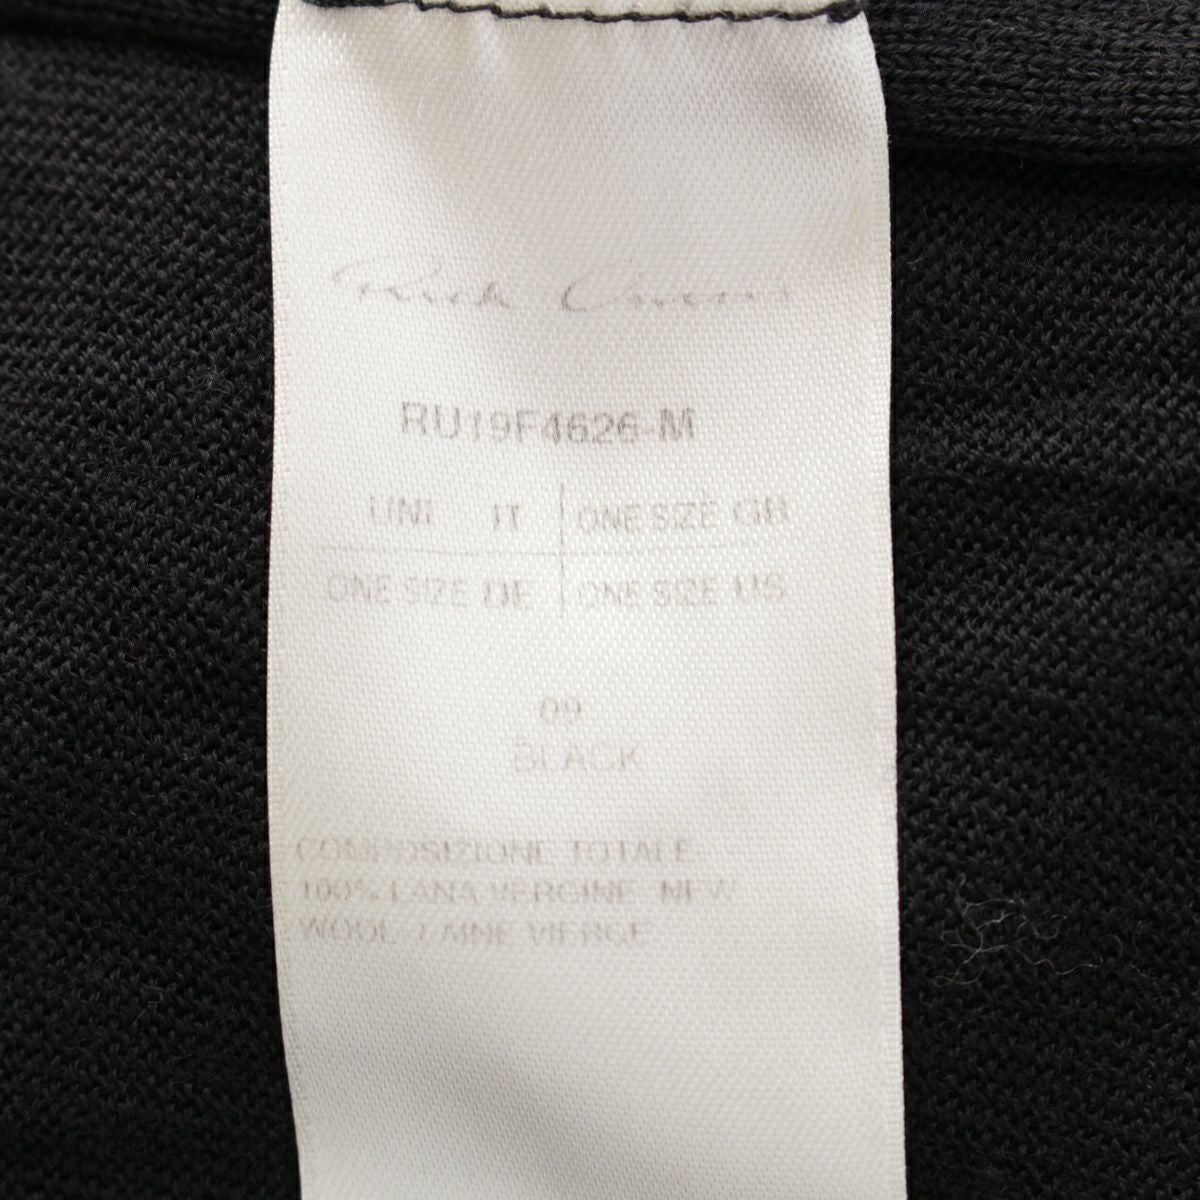 Rick Owens
RU19F4626-M
UNI IT ONE SIZE GB
ONE SIZE DE ONE SIZE US
09
BLACK
COMPOSIZIONE TOTALE-
100% LANA VERGINE NEW
WOOL LAINE VIERGE